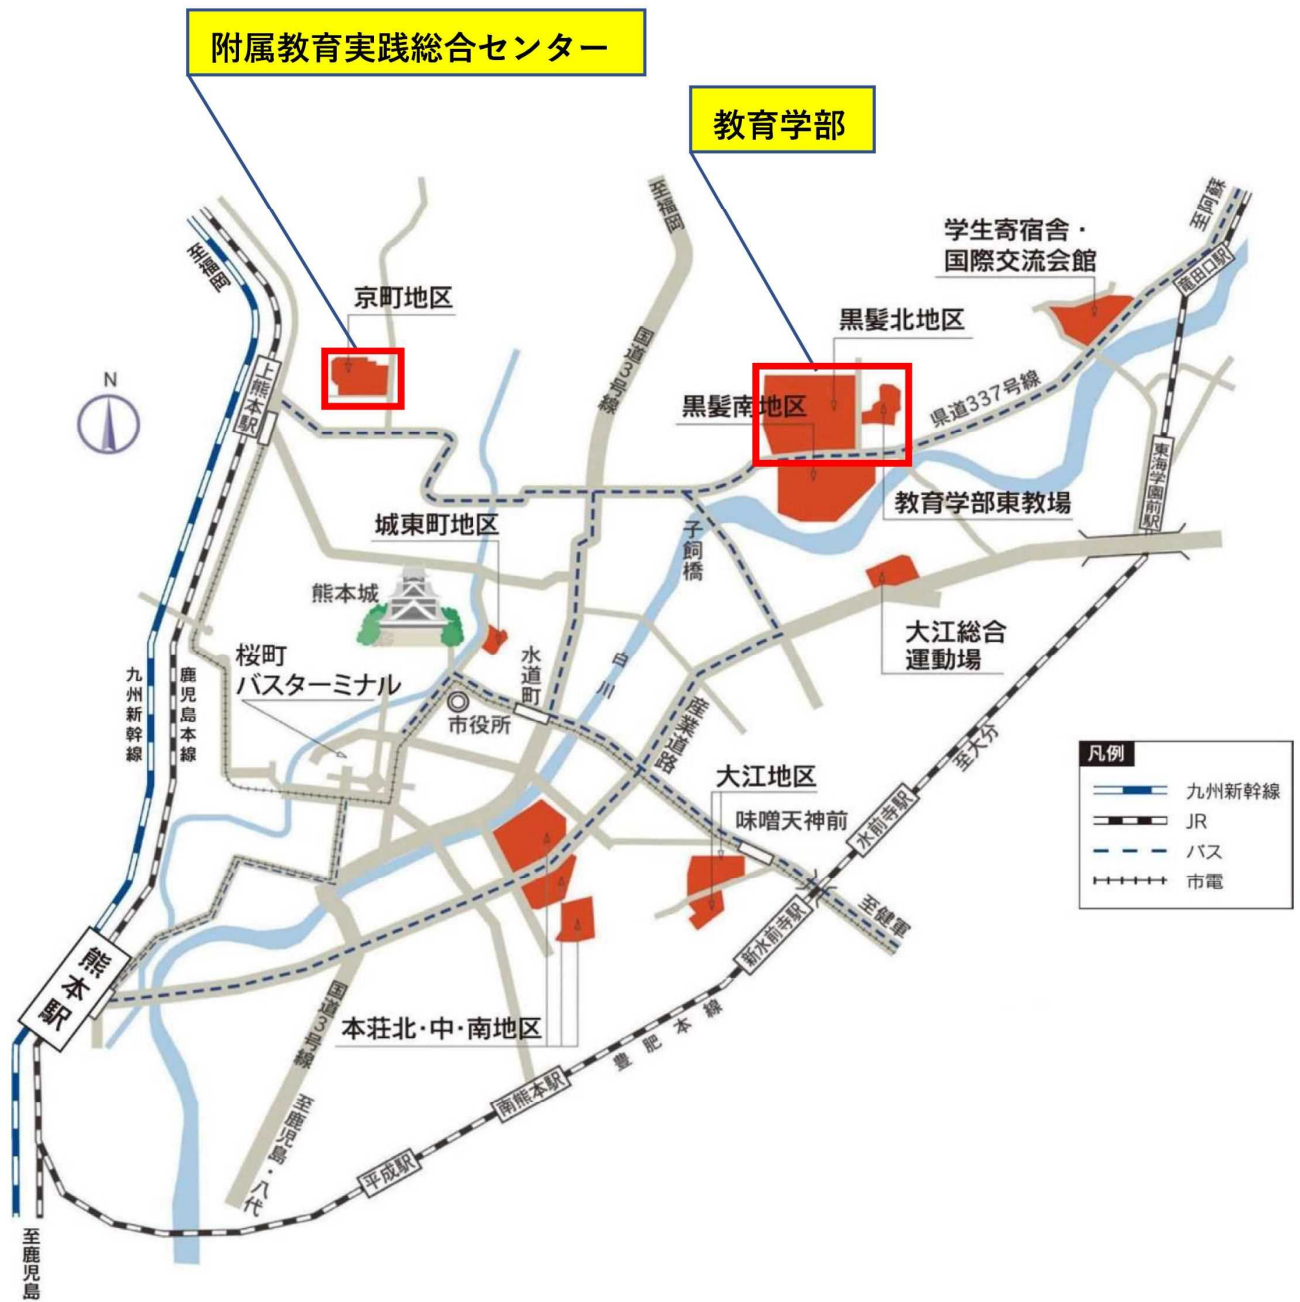 附属教育実践総合センター
教育学部
至福岡
至福岡
至阿蘇
学生寄宿舎・
国際交流会館
竜田口駅
京町地区
黒髪北地区
国道3号線
上熊本駅
N
黒髪南地区
県道337号線
東海学園前駅
教育学部東教場
城東町地区
子飼橋
熊本城
大江総合
運動場
桜町
バスターミナル
水道町
白川
市役所
九州新幹線
鹿児島本線
産業道路
至大分
大江地区
味噌天神前
水前寺駅
凡例
九州新幹線
JR
バス
市電
至健軍
新水前寺駅
熊本駅
国道3号線
本荘北・中・南地区
豊肥本線
南熊本駅
至鹿児島・八代
平成駅
至鹿児島